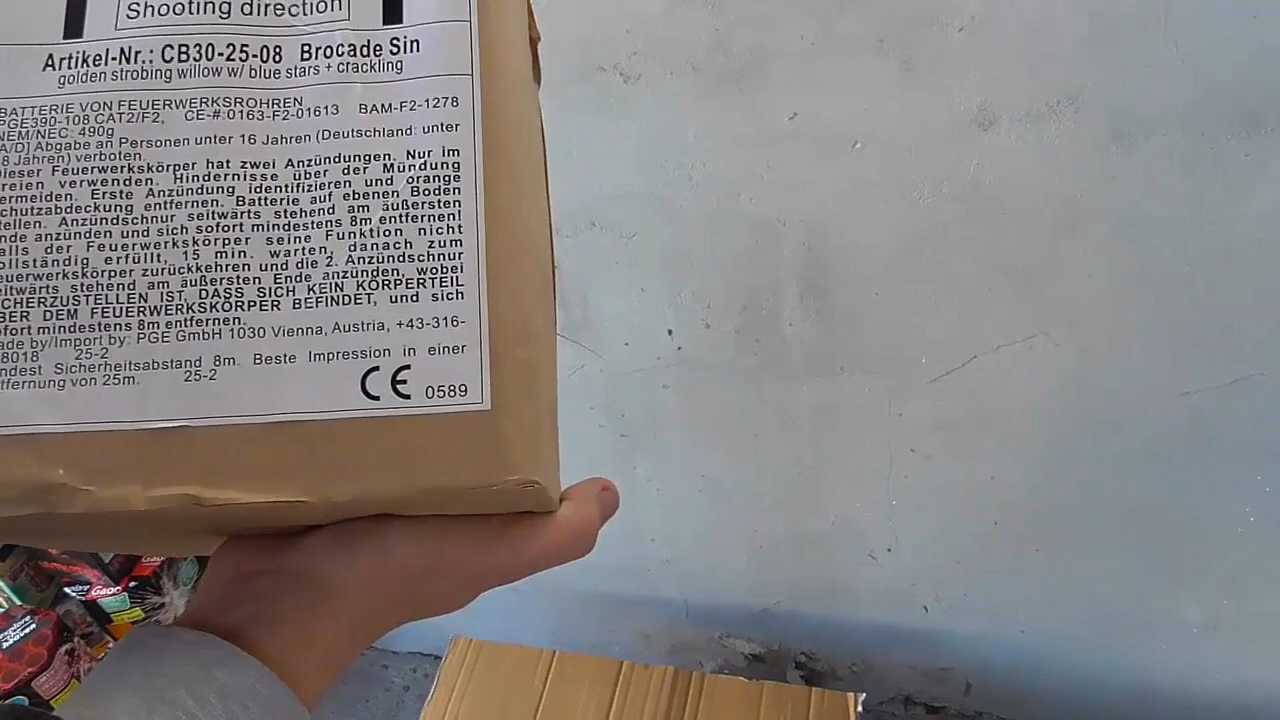 Shooting direction
Artikel-Nr.: CB30-25-08 Brocade Sin
golden strobing willow w/ blue stars + crackling
BATTERIE VON FEUERWERKSROHREN
PGE390-108 CAT2/F2, CE-#:0163-F2-01613 BAM-F2-1278
NEM/NEC: 490g
A/D] Abgabe an Personen unter 16 Jahren (Deutschland: unter
8 Jahren) verboten.
Dieser Feuerwerkskörper hat zwei Anzündungen. Nur im
reien verwenden. Hindernisse über der Mündung
ermeiden. Erste Anzündung identifizieren und orange
chutzabdeckung entfernen. Batterie auf ebenen Boden
tellen. Anzündschnur seitwärts stehend am äußersten
nde anzünden und sich sofort mindestens 8m entfernen!
alls der Feuerwerkskörper seine Funktion nicht
ollständig erfüllt, 15 min. warten, danach zum
euerwerkskörper zurückkehren und die 2. Anzündschnur
eitwärts stehend am äußersten Ende anzünden, wobei
CHERZUSTELLEN IST, DASS SICH KEIN KÖRPERTEIL
BER DEM FEUERWERKSKÖRPER BEFINDET, und sich
ofort mindestens 8m entfernen.
ade by/Import by: PGE GmbH 1030 Vienna, Austria, +43-316-
8018 25-2
ndest Sicherheitsabstand 8m. Beste Impression in einer
tfernung von 25m. 25-2
CE 0589
explore
heaven